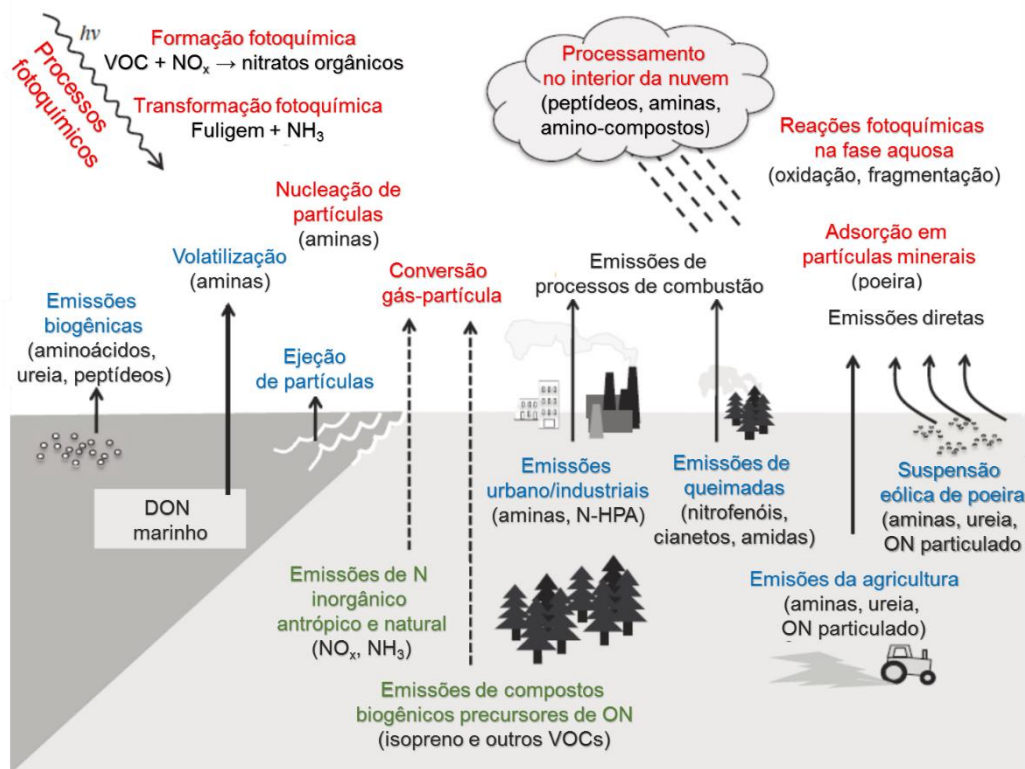 hν
Processos
fotoquímicos
Formação fotoquímica
VOC + NOₓ → nitratos orgânicos
Transformação fotoquímica
Fuligem + NH₃
Processamento
no interior da nuvem
(peptídeos, aminas,
amino-compostos)
Reações fotoquímicas
na fase aquosa
(oxidação, fragmentação)
Nucleação de
partículas
(aminas)
Volatilização
(aminas)
Conversão
gás-partícula
Emissões de
processos de combustão
Adsorção em
partículas minerais
(poeira)
Emissões diretas
Emissões
biogênicas
(aminoácidos,
ureia, peptídeos)
Ejeção
de partículas
DON
marinho
Emissões
urbano/industriais
(aminas, N-HPA)
Emissões de
queimadas
(nitrofenóis,
cianetos, amidas)
Suspensão
eólica de poeira
(aminas, ureia,
ON particulado
Emissões de N
inorgânico
antrópico e natural
(NOₓ, NH₃)
Emisões da agricultura
(aminas, ureia,
ON particulado)
Emissões de compostos
biogênicos precursores de ON
(isopreno e outros VOCs)